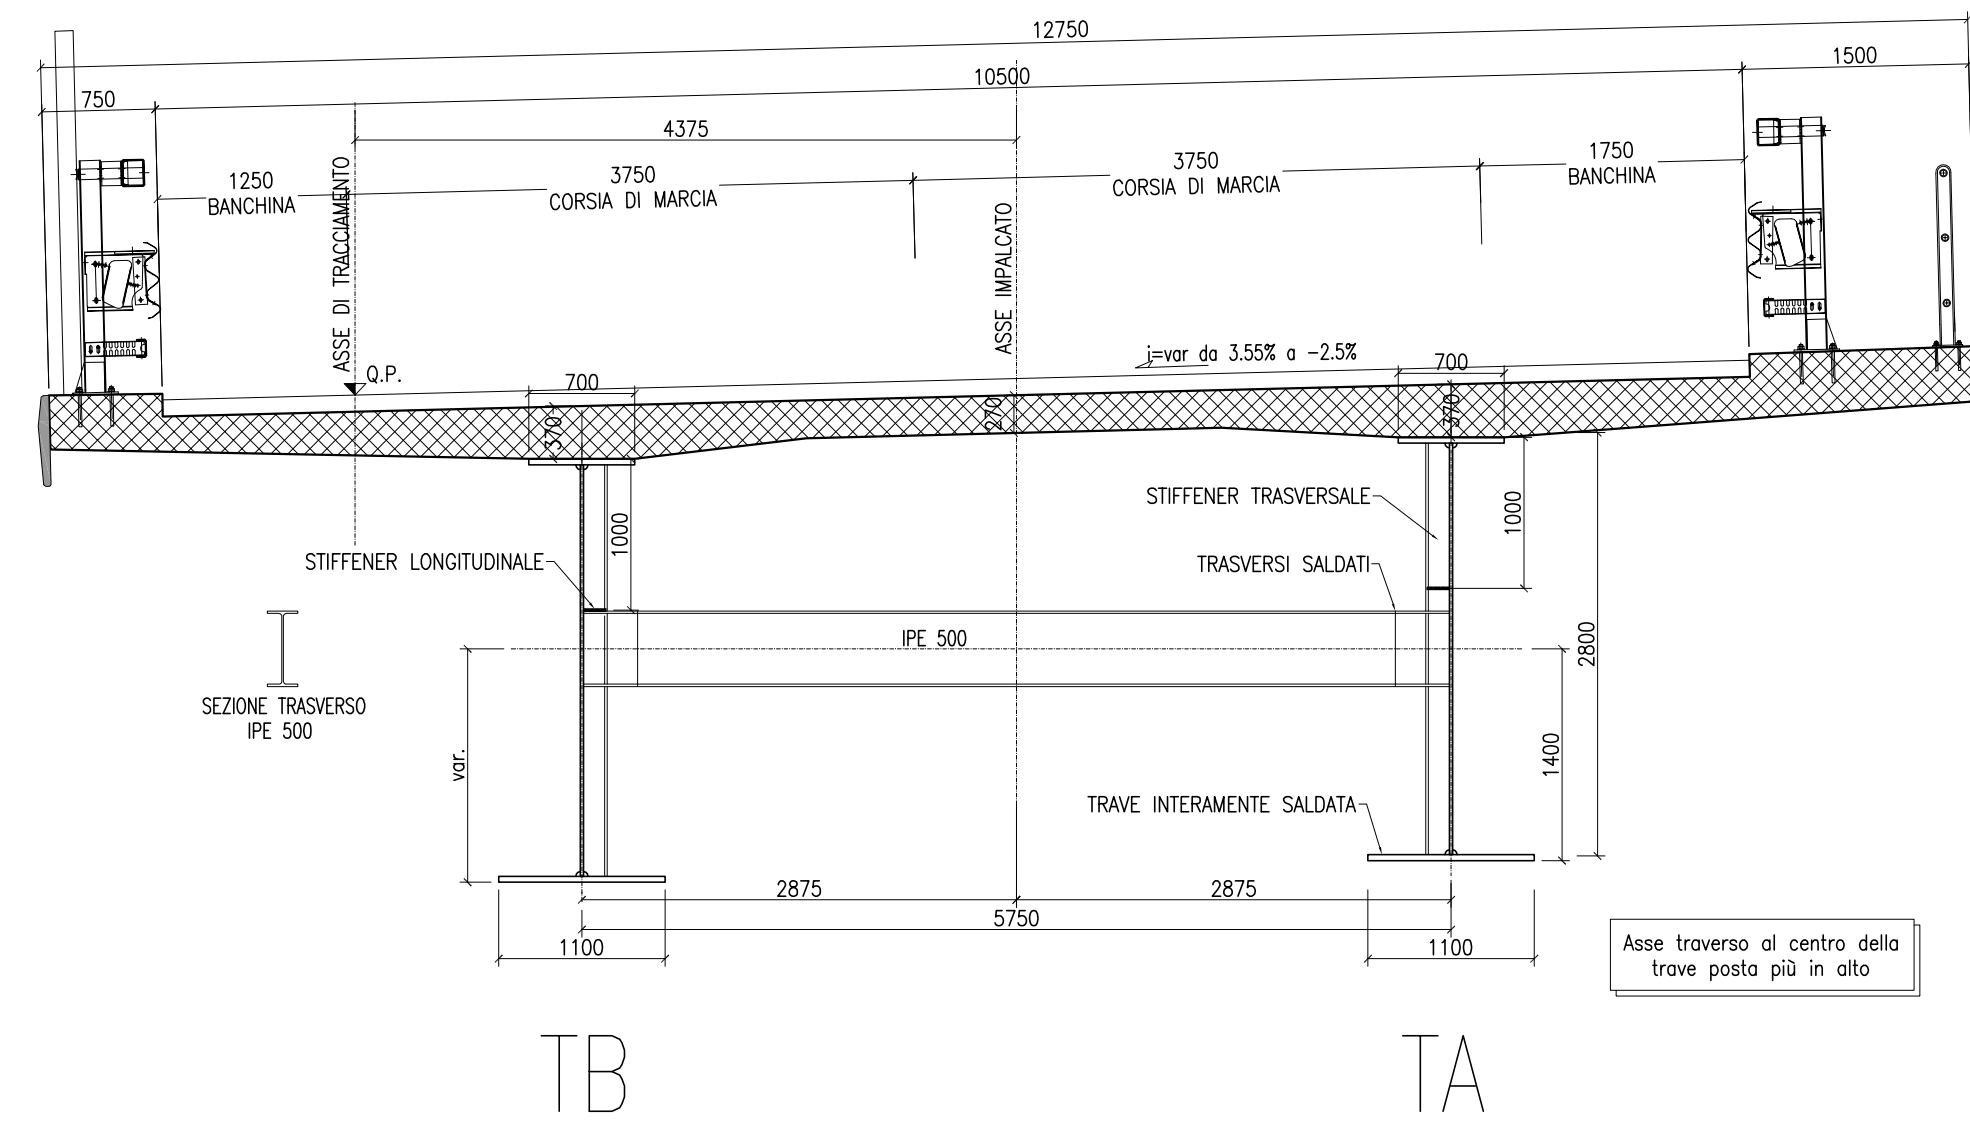 12750
10500
1500
750
4375
3750
CORSIA DI MARCIA
1250
BANCHINA
3750
CORSIA DI MARCIA
1750
BANCHINA
ASSE DI TRACCIAMENTO
ASSE IMPALCATO
Q.P.
i=var da 3.55% a -2.5%
700
700
370
270
370
STIFFENER TRASVERSALE
1000
1000
STIFFENER LONGITUDINALE
TRASVERSI SALDATI
IPE 500
2800
SEZIONE TRASVERSO
IPE 500
var.
1400
TRAVE INTERAMENTE SALDATA
2875
2875
5750
1100
1100
Asse traverso al centro della
trave posta più in alto
TB
TA